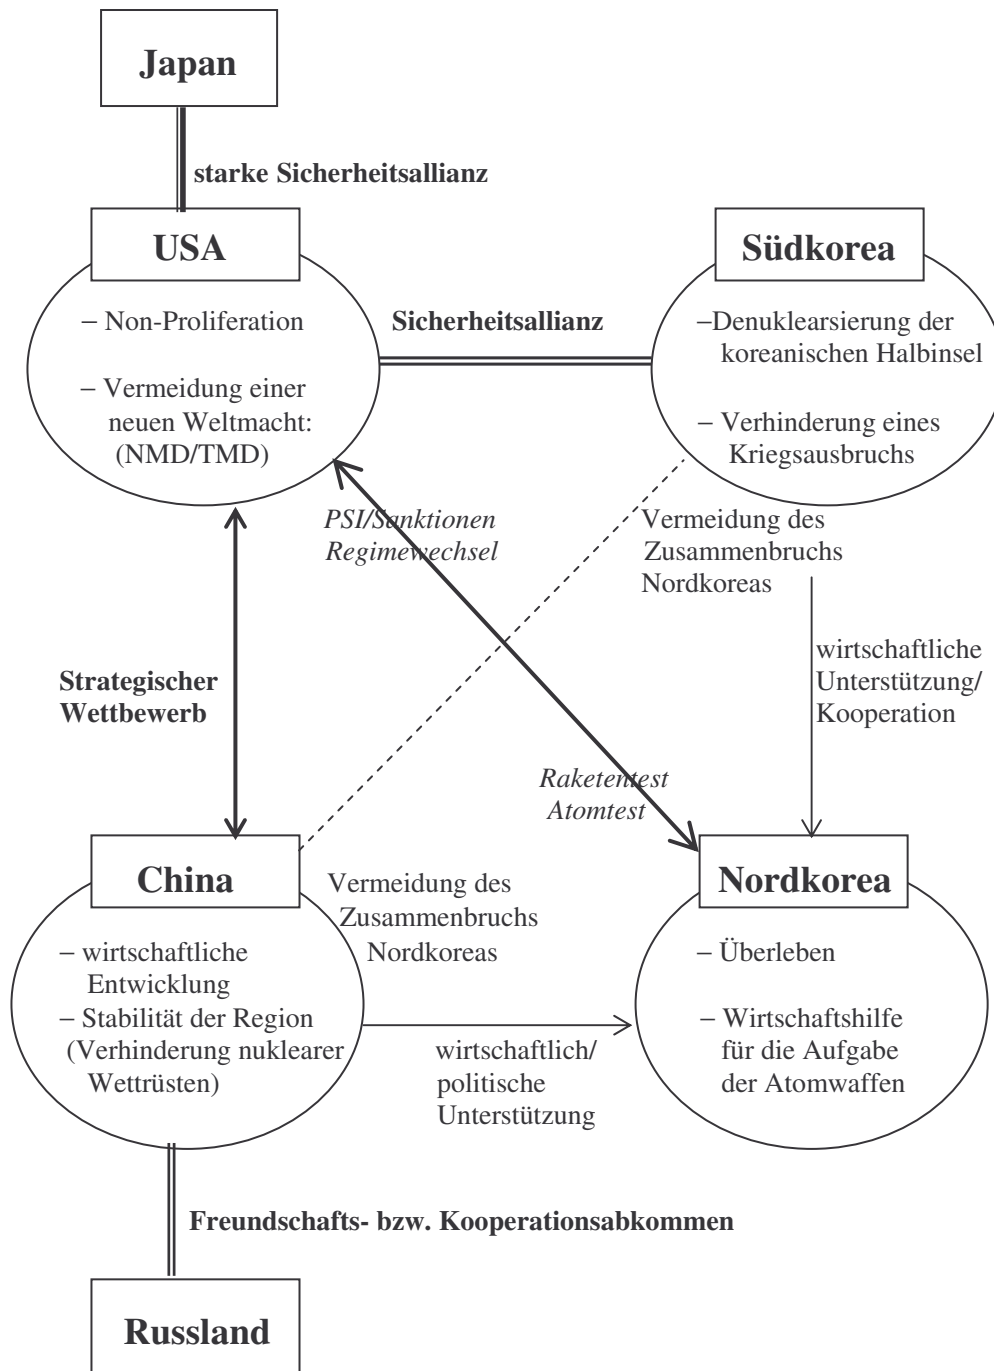 Japan
starke Sicherheitsallianz
USA
– Non-Proliferation
– Vermeidung einer
neuen Weltmacht:
(NMD/TMD)
Sicherheitsallianz
Südkorea
–Denuklearsierung der
koreanischen Halbinsel
– Verhinderung eines
Kriegsausbruchs
PSI/Sanktionen
Regimewechsel
Vermeidung des
Zusammenbruchs
Nordkoreas
wirtschaftliche
Unterstützung/
Kooperation
Strategischer
Wettbewerb
Raketentest
Atomtest
China
– wirtschaftliche
Entwicklung
– Stabilität der Region
(Verhinderung nuklearer
Wettrüsten)
Vermeidung des
Zusammenbruchs
Nordkoreas
wirtschaftlich/
politische
Unterstützung
Nordkorea
– Überleben
– Wirtschaftshilfe
für die Aufgabe
der Atomwaffen
Freundschafts- bzw. Kooperationsabkommen
Russland